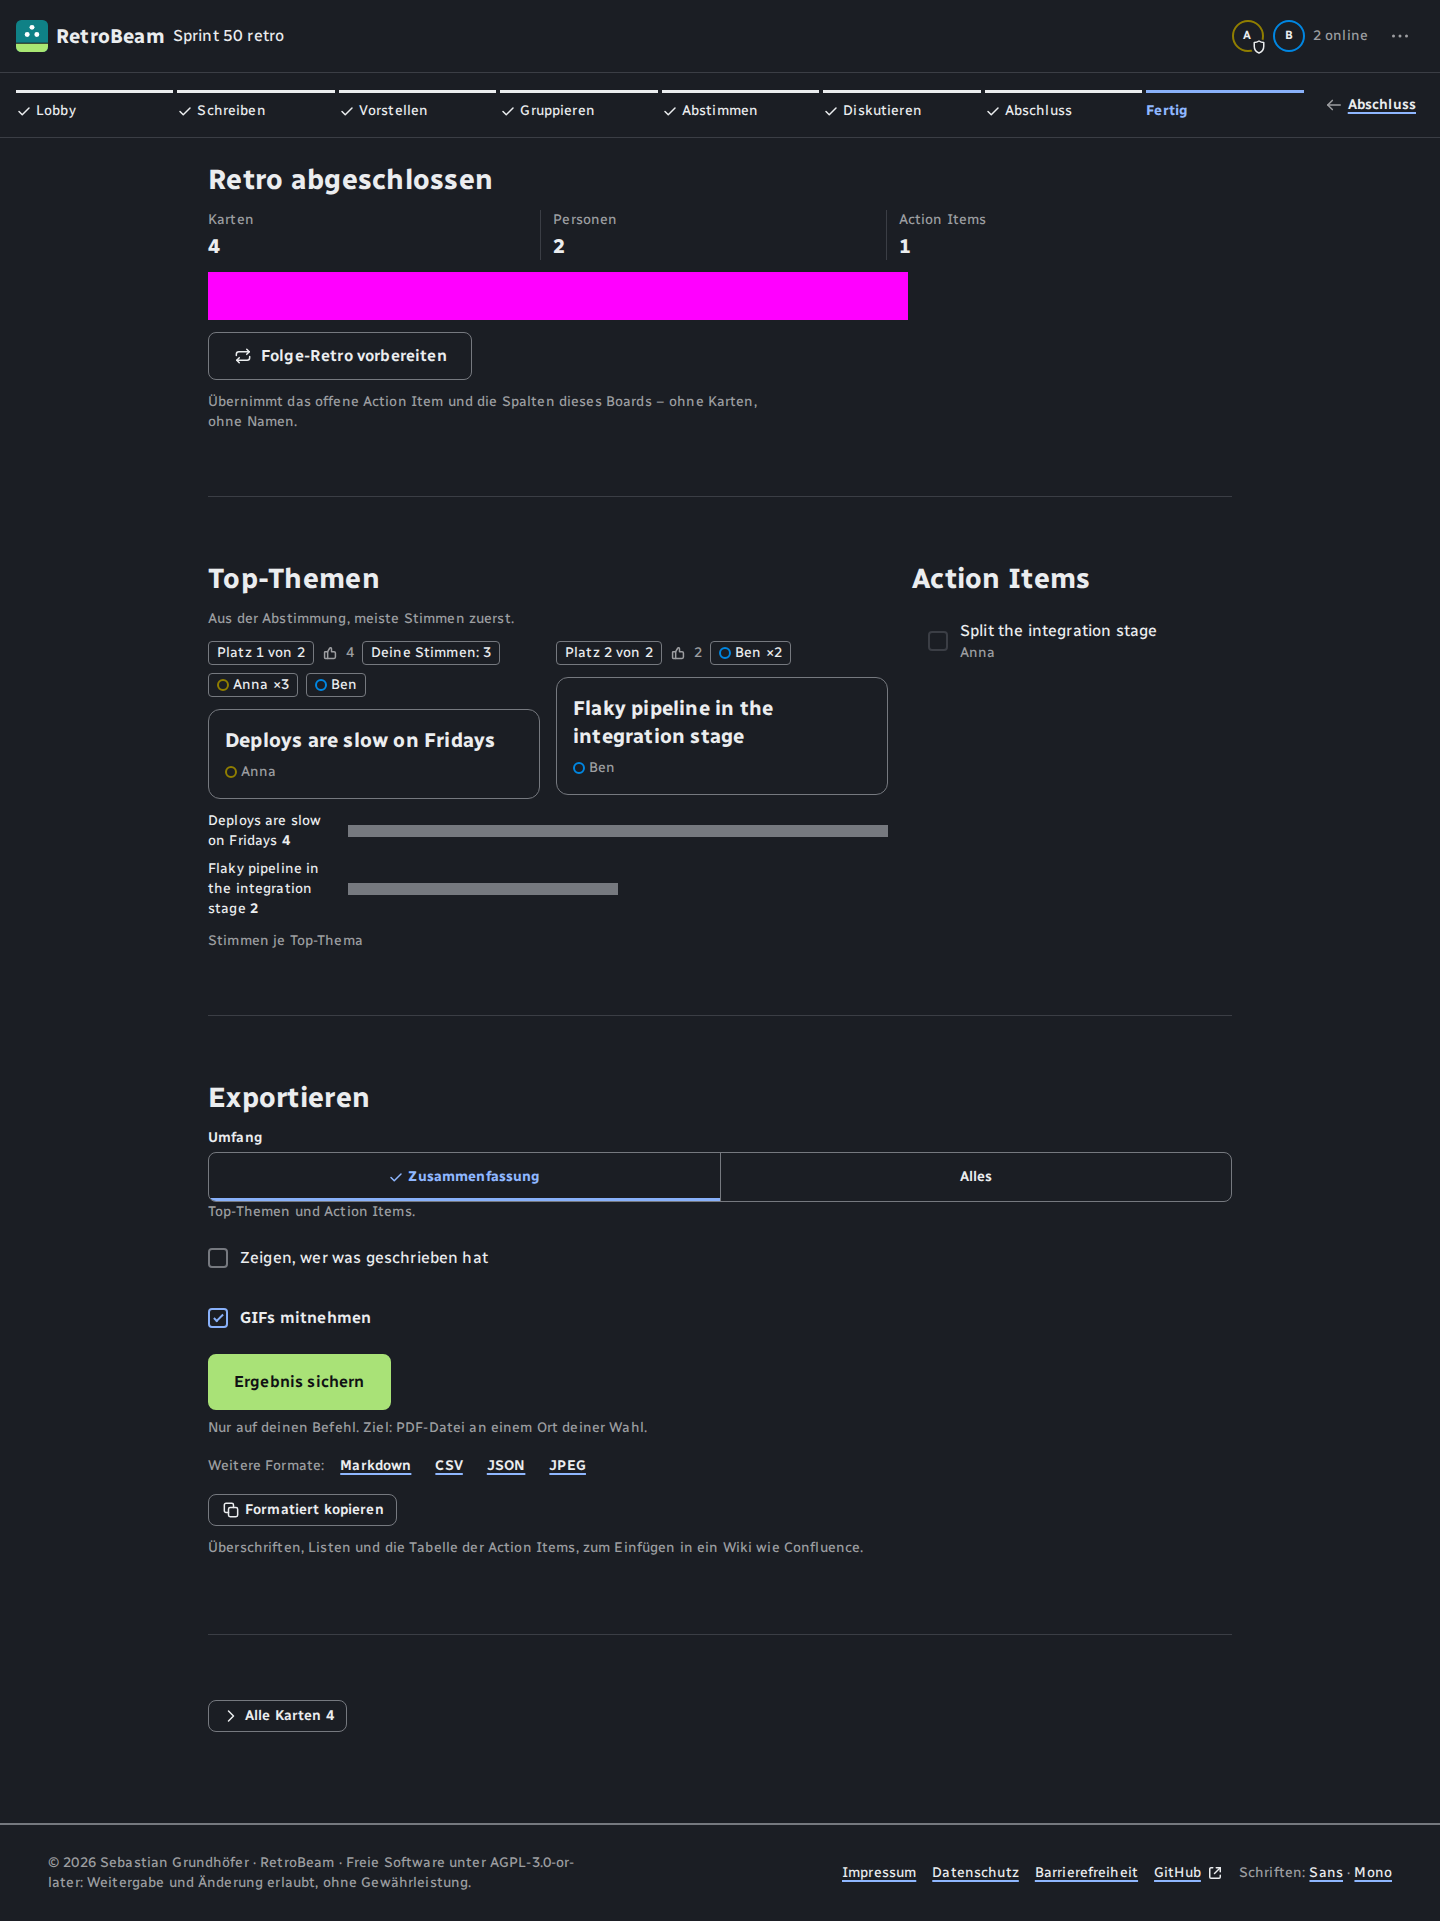 RetroBeam Sprint 50 retro
A B 2 online
Lobby
Schreiben
Vorstellen
Gruppieren
Abstimmen
Diskutieren
Abschluss
Fertig
Abschluss
Retro abgeschlossen
Karten
4
Personen
2
Action Items
1
Folge-Retro vorbereiten
Übernimmt das offene Action Item und die Spalten dieses Boards – ohne Karten,
ohne Namen.
Top-Themen
Aus der Abstimmung, meiste Stimmen zuerst.
Platz 1 von 2 4 Deine Stimmen: 3
Anna ×3 Ben
Deploys are slow on Fridays
Anna
Platz 2 von 2 2 Ben ×2
Flaky pipeline in the
integration stage
Ben
Deploys are slow
on Fridays 4
Flaky pipeline in
the integration
stage 2
Stimmen je Top-Thema
Action Items
Split the integration stage
Anna
Exportieren
Umfang
Zusammenfassung
Alles
Top-Themen und Action Items.
Zeigen, wer was geschrieben hat
GIFs mitnehmen
Ergebnis sichern
Nur auf deinen Befehl. Ziel: PDF-Datei an einem Ort deiner Wahl.
Weitere Formate: Markdown CSV JSON JPEG
Formatiert kopieren
Überschriften, Listen und die Tabelle der Action Items, zum Einfügen in ein Wiki wie Confluence.
Alle Karten 4
© 2026 Sebastian Grundhöfer · RetroBeam · Freie Software unter AGPL-3.0-or-
later: Weitergabe und Änderung erlaubt, ohne Gewährleistung.
Impressum Datenschutz Barrierefreiheit GitHub Schriften: Sans · Mono